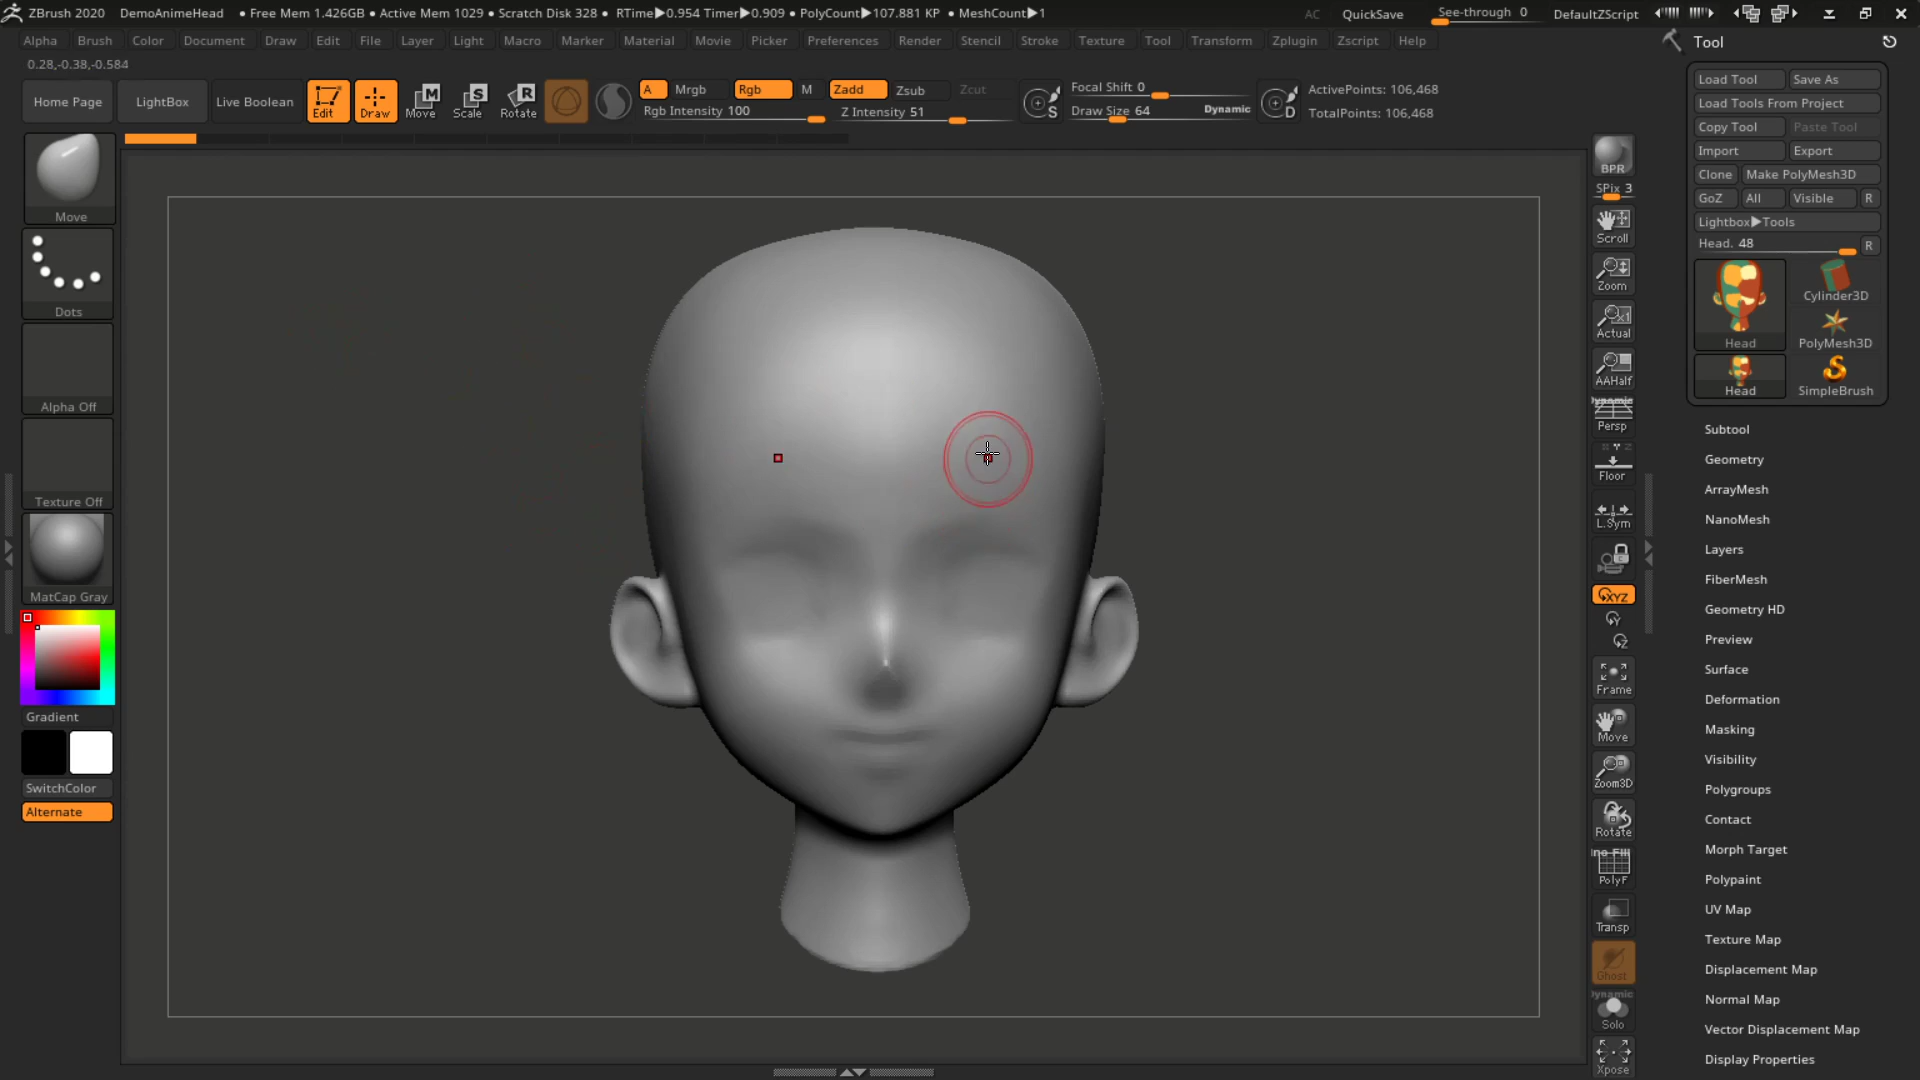 ZBrush 2020 DemoAnimeHead • Free Mem 1.426GB • Active Mem 1029 • Scratch Disk 328 • RTime▶0.954 Timer▶0.909 • PolyCount▶107.881 KP • MeshCount▶1 AC QuickSave See-through 0 DefaultZScript
Alpha Brush Color Document Draw Edit File Layer Light Macro Marker Material Movie Picker Preferences Render Stencil Stroke Texture Tool Transform Zplugin Zscript Help
Tool
0.28,-0.38,-0.584
Home Page LightBox Live Boolean Edit Draw Move Scale Rotate
A Mrgb Rgb M Zadd Zsub Zcut
Rgb Intensity 100 Z Intensity 51
Focal Shift 0
Draw Size 64 Dynamic
ActivePoints: 106,468
TotalPoints: 106,468
Move
Dots
Alpha Off
Texture Off
MatCap Gray
Gradient
SwitchColor
Alternate
BPR
SPix 3
Scroll
Zoom
Actual
AAHalf
Dynamic
Persp
Floor
L.Sym
XYZ
Frame
Move
Zoom3D
Rotate
PolyF
Transp
Ghost
Dynamic
Solo
Xpose
Load Tool Save As
Load Tools From Project
Copy Tool Paste Tool
Import Export
Clone Make PolyMesh3D
GoZ All Visible R
Lightbox▶Tools
Head. 48 R
Head Cylinder3D
PolyMesh3D
Head SimpleBrush
Subtool
Geometry
ArrayMesh
NanoMesh
Layers
FiberMesh
Geometry HD
Preview
Surface
Deformation
Masking
Visibility
Polygroups
Contact
Morph Target
Polypaint
UV Map
Texture Map
Displacement Map
Normal Map
Vector Displacement Map
Display Properties